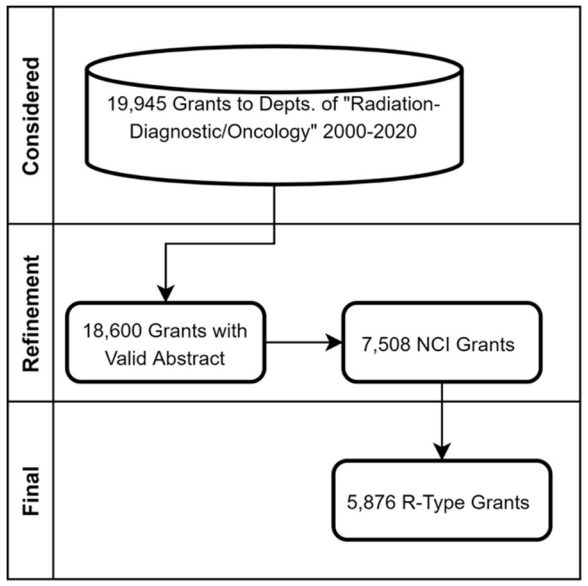 Considered
19,945 Grants to Depts. of "Radiation-
Diagnostic/Oncology" 2000-2020
Refinement
18,600 Grants with
Valid Abstract
7,508 NCI Grants
Final
5,876 R-Type Grants